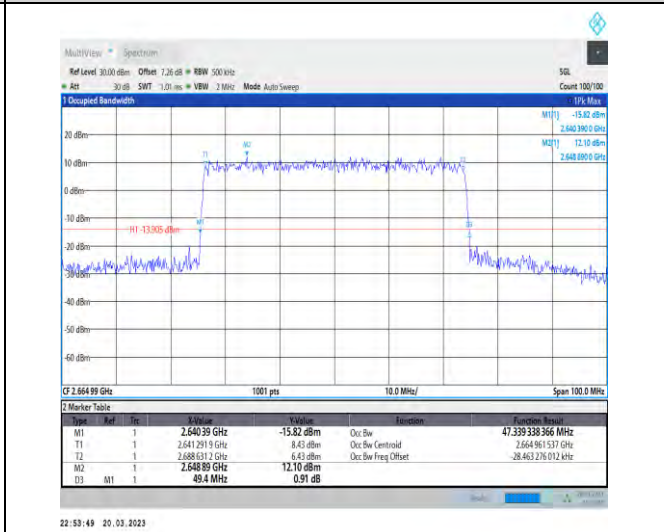 MultiView Spectrum
Ref Level 30.00 dBm Offset 7.26 dB RBW 500 kHz SGL
Att 30 dB SWT 1.01 ms VBW 2 MHz Mode Auto Sweep Count 100/100
1 Occupied Bandwidth 1Pk Max
M1[1] -15.82 dBm
2.640 390 0 GHz
M2[1] 12.10 dBm
2.648 890 0 GHz
20 dBm
10 dBm
0 dBm
-10 dBm
H1 -13.905 dBm
-20 dBm
-30 dBm
-40 dBm
-50 dBm
-60 dBm
T1
M2
T2
M1
D3
CF 2.664 99 GHz 1001 pts 10.0 MHz/ Span 100.0 MHz
2 Marker Table
Type Ref Trc X-Value Y-Value Function Function Result
M1 1 2.640 39 GHz -15.82 dBm Occ Bw 47.339 338 366 MHz
T1 1 2.641 291 9 GHz 8.43 dBm Occ Bw Centroid 2.664 961 537 GHz
T2 1 2.688 631 2 GHz 6.43 dBm Occ Bw Freq Offset -28.463 276 012 kHz
M2 1 2.648 89 GHz 12.10 dBm
D3 M1 1 49.4 MHz 0.91 dB
22:53:49 20.03.2023